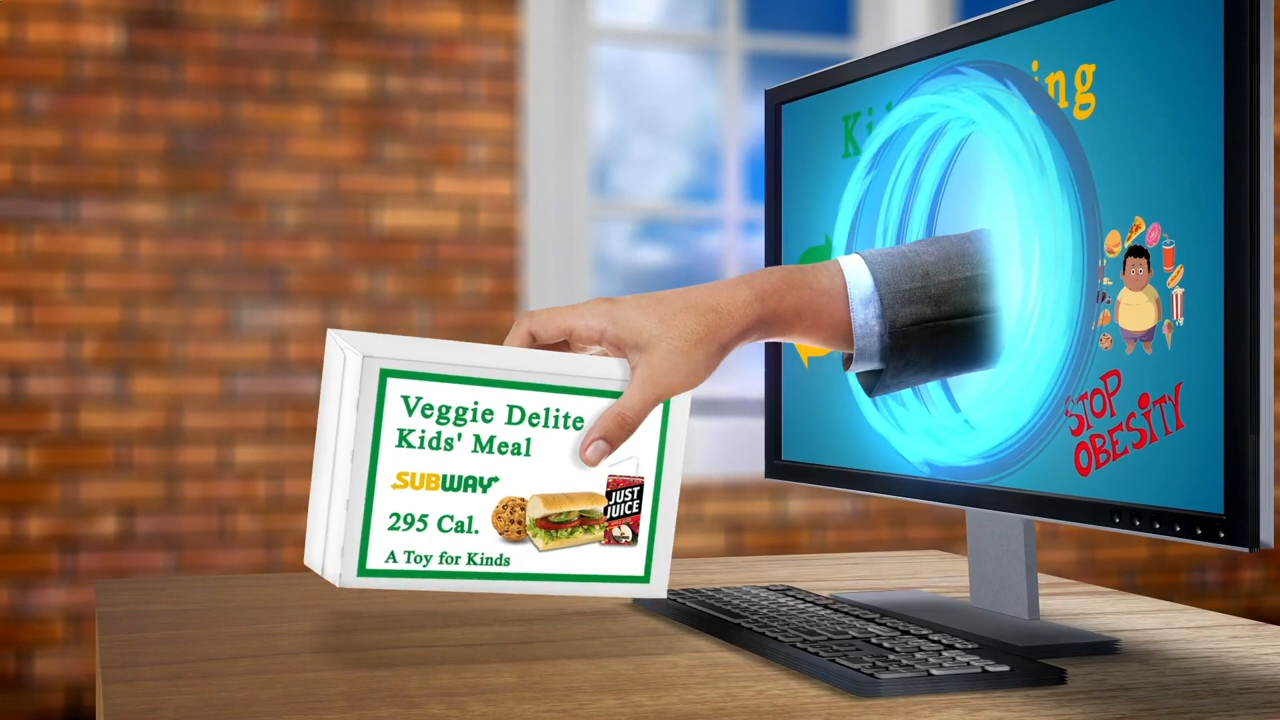 Veggie Delite
Kids' Meal
SUBWAY
295 Cal.
A Toy for Kinds
JUST
JUICE
STOP
OBESITY